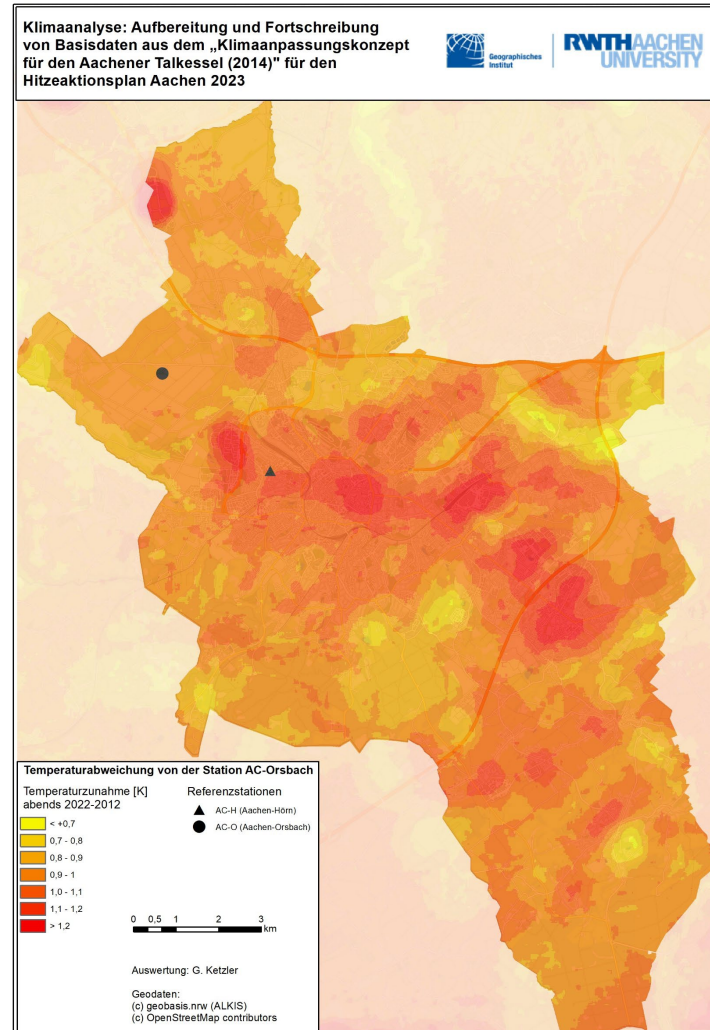 Klimaanalyse: Aufbereitung und Fortschreibung
von Basisdaten aus dem „Klimaanpassungskonzept
für den Aachener Talkessel (2014)" für den
Hitzeaktionsplan Aachen 2023
Geographisches
Institut
RWTH AACHEN
UNIVERSITY
Temperaturabweichung von der Station AC-Orsbach
Temperaturzunahme [K]
abends 2022-2012
< +0,7
0,7 - 0,8
0,8 - 0,9
0,9 - 1
1,0 - 1,1
1,1 - 1,2
> 1,2
Referenzstationen
AC-H (Aachen-Hörn)
AC-O (Aachen-Orsbach)
0 0,5 1 2 3
km
Auswertung: G. Ketzler
Geodaten:
(c) geobasis.nrw (ALKIS)
(c) OpenStreetMap contributors